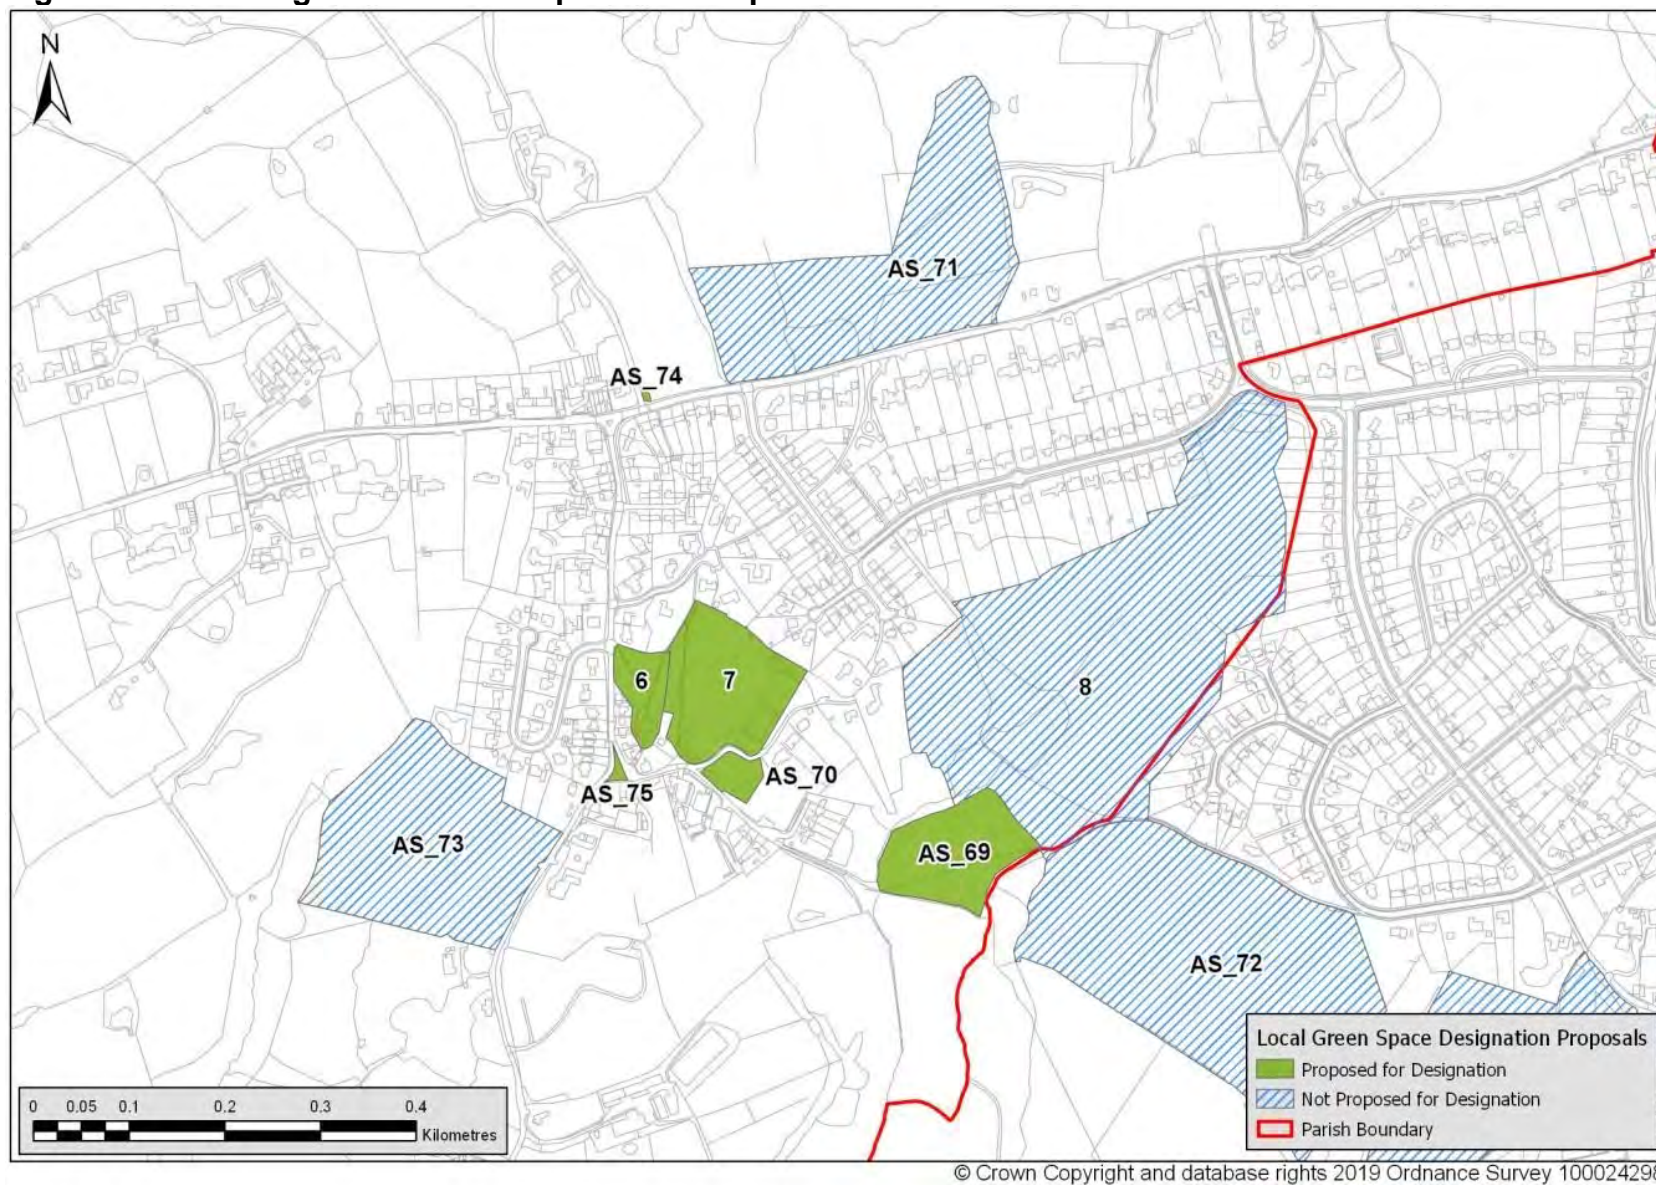 N
AS_71
AS_74
6
7
8
AS_70
AS_75
AS_73
AS_69
AS_72
Local Green Space Designation Proposals
Proposed for Designation
Not Proposed for Designation
Parish Boundary
0 0.05 0.1 0.2 0.3 0.4
Kilometres
© Crown Copyright and database rights 2019 Ordnance Survey 100024298